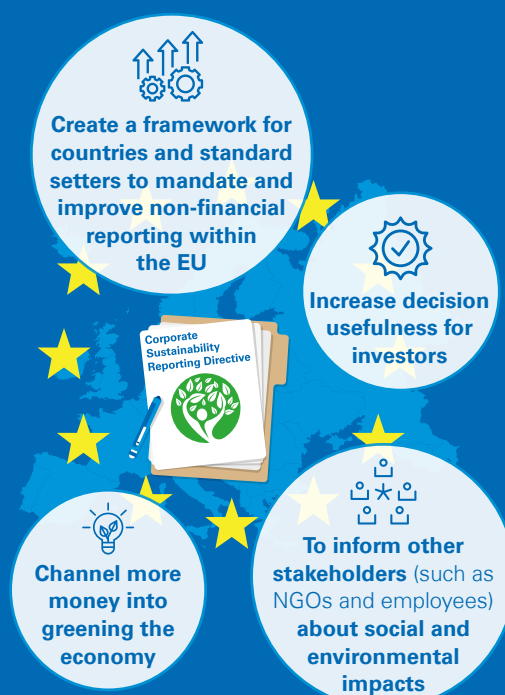 Create a framework for
countries and standard
setters to mandate and
improve non-financial
reporting within
the EU
Increase decision
usefulness for
investors
Corporate
Sustainability
Reporting Directive
Channel more
money into
greening the
economy
To inform other
stakeholders (such as
NGOs and employees)
about social and
environmental
impacts